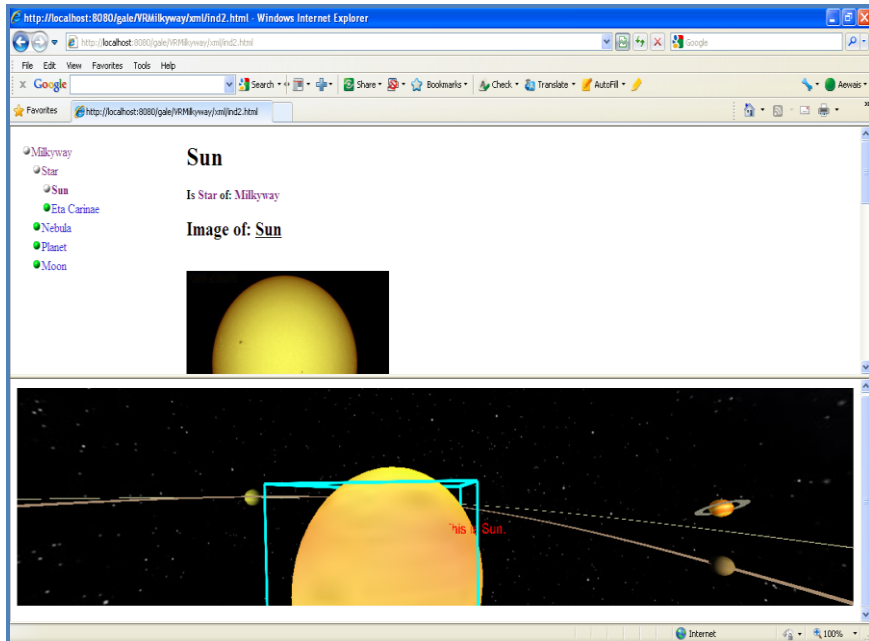 http://localhost:8080/gale/VRMilkyway/xml/ind2.html - Windows Internet Explorer
http://localhost:8080/gale/VRMilkyway/xml/ind2.html
Google
File Edit View Favorites Tools Help
x Google Search Share Bookmarks Check Translate AutoFill Aewais
Favorites http://localhost:8080/gale/VRMilkyway/xml/ind2.html
Milkyway
Star
Sun
Eta Carinae
Nebula
Planet
Moon
Sun
Is Star of: Milkyway
Image of: Sun
his is Sun.
Internet 100%